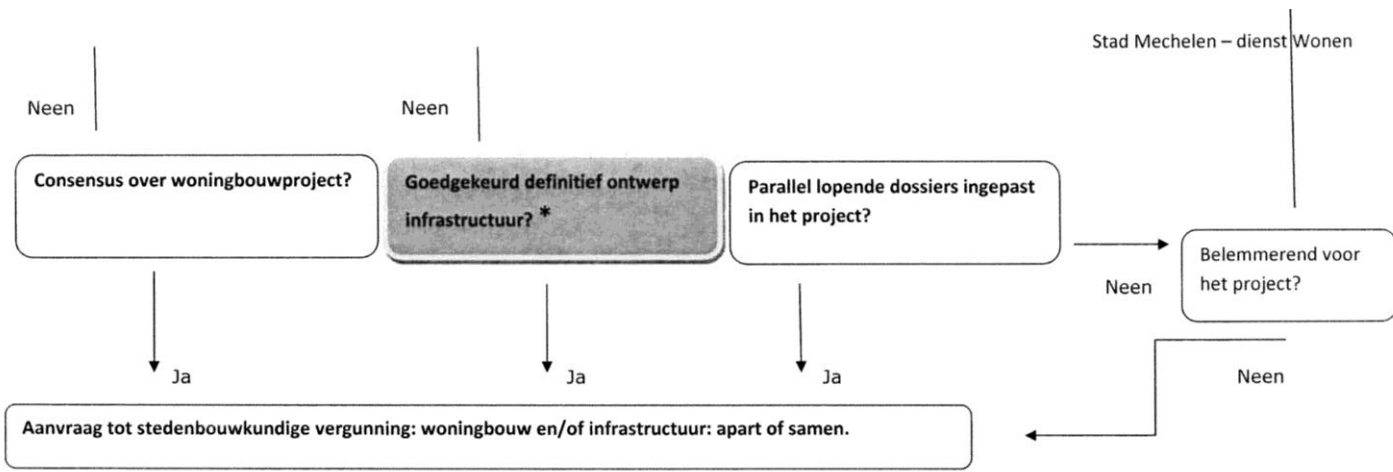 Stad Mechelen – dienst Wonen
Neen
Neen
Consensus over woningbouwproject?
Goedgekeurd definitief ontwerp
infrastructuur? *
Parallel lopende dossiers ingepast
in het project?
Neen
Belemmerend voor
het project?
Ja
Ja
Ja
Neen
Aanvraag tot stedenbouwkundige vergunning: woningbouw en/of infrastructuur: apart of samen.